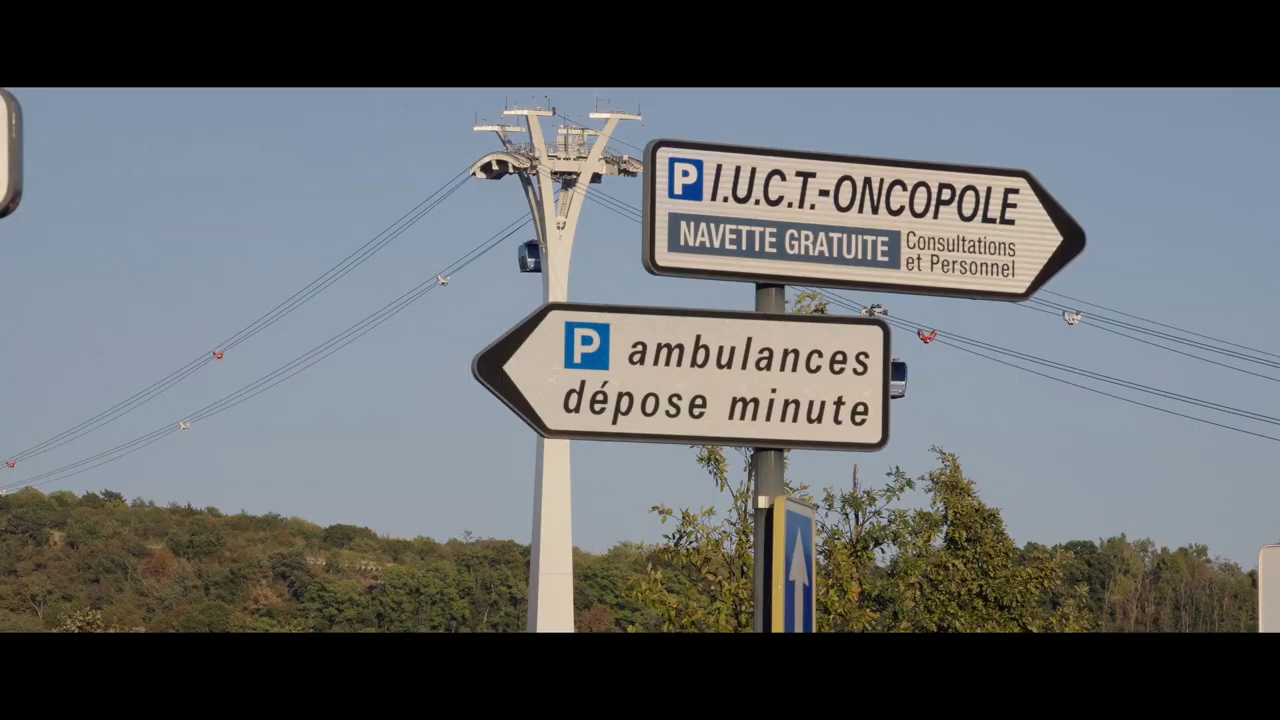 P I.U.C.T.-ONCOPOLE
NAVETTE GRATUITE Consultations
et Personnel
P ambulances
dépose minute